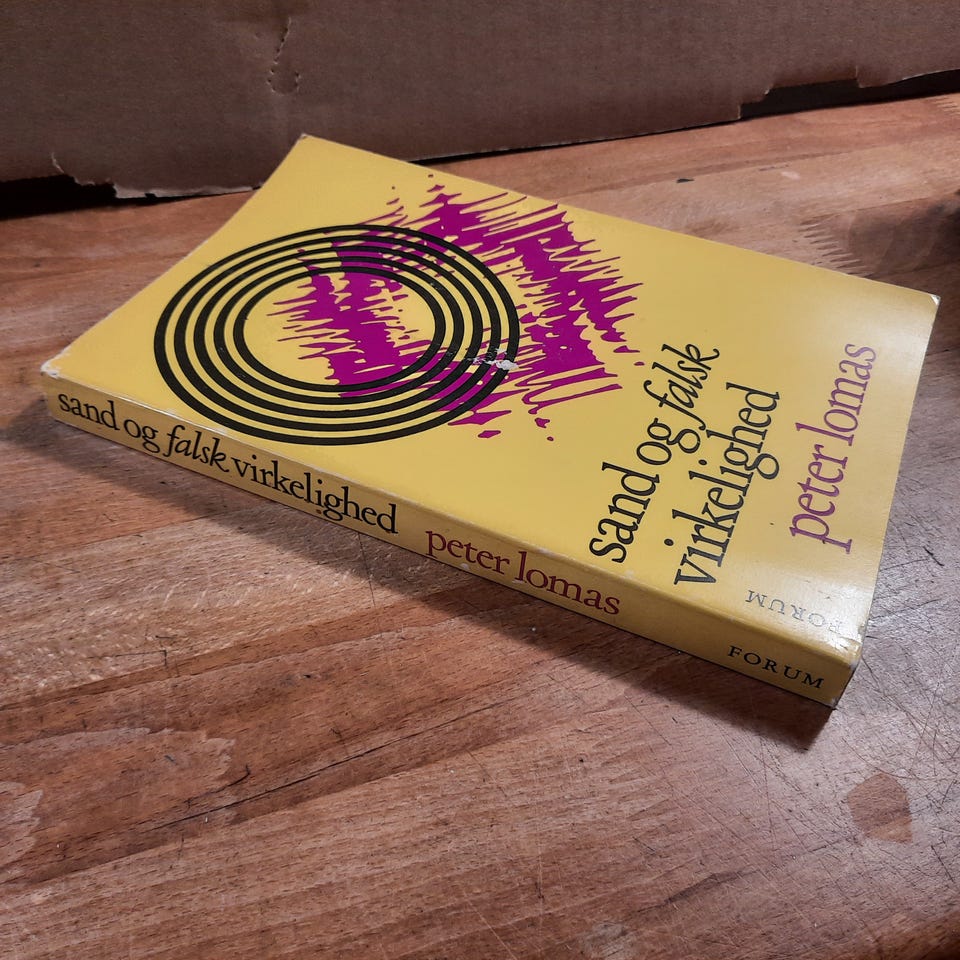 sand og falsk
virkelighed
peter lomas
FORUM
sand og falsk virkelighed peter lomas FORUM